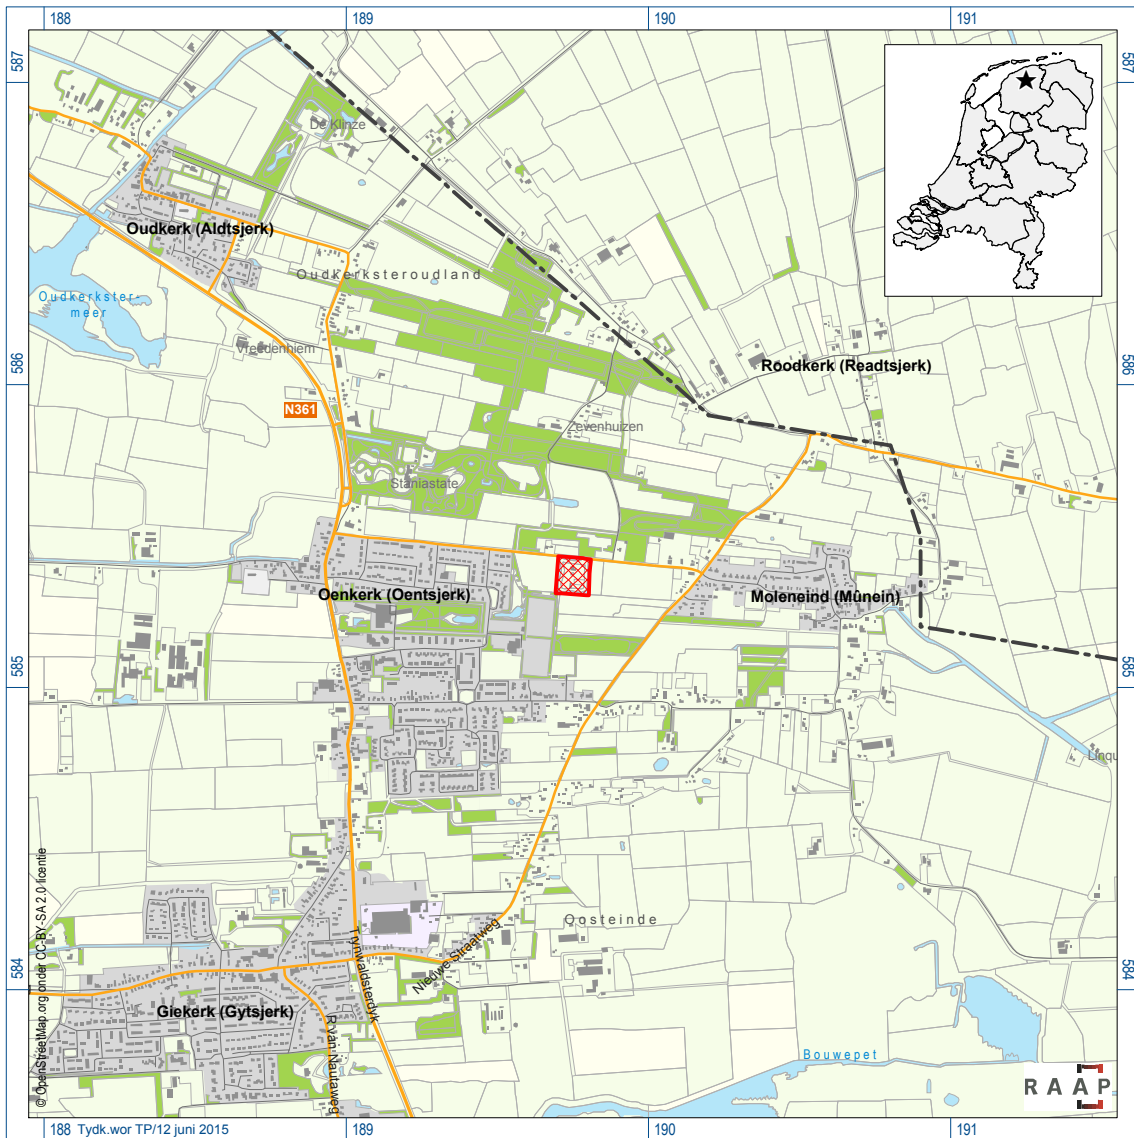 188
189
190
191
587
587
De Klinze
Oudkerk (Aldtsjerk)
Oudkerksteroudland
Oudkerkster-
meer
Vreedenhiem
586
586
Roodkerk (Readtsjerk)
N361
Zevenhuizen
Staniastate
Oenkerk (Oentsjerk)
Moleneind (Mûnein)
585
585
Linqu
Oosteinde
Nieuwe Straatweg
Trynwaldsterdyk
584
584
Giekerk (Gytsjerk)
R van Nautaweg
Bouwepet
RAAP
© OpenStreetMap.org onder CC-BY-SA 2.0 licentie
188
Tydk.wor TP/12 juni 2015
189
190
191